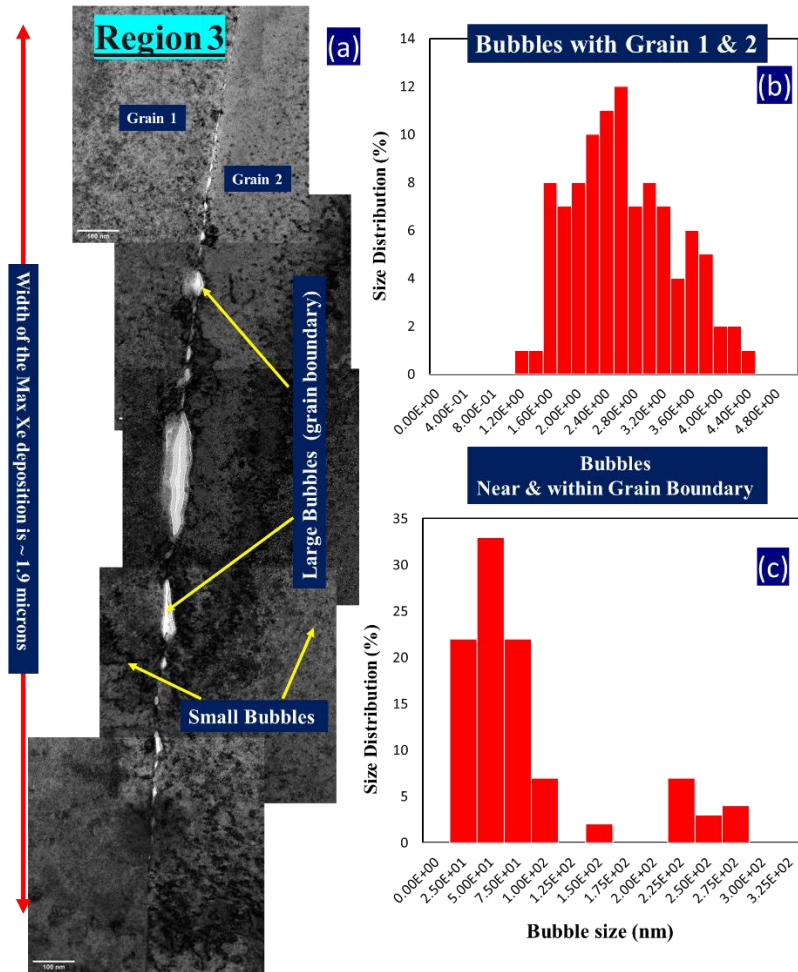 Region 3
(a)
Grain 1
Grain 2
100 nm
Width of the Max Xe deposition is ~ 1.9 microns
Large Bubbles (grain boundary)
Small Bubbles
100 nm
Bubbles with Grain 1 & 2
(b)
Size Distribution (%)
14
12
10
8
6
4
2
0
0.00E+00
4.00E-01
8.00E-01
1.20E+00
1.60E+00
2.00E+00
2.40E+00
2.80E+00
3.20E+00
3.60E+00
4.00E+00
4.40E+00
4.80E+00
Bubbles
Near & within Grain Boundary
(c)
Size Distribution (%)
35
30
25
20
15
10
5
0
0.00E+00
2.50E+01
5.00E+01
7.50E+01
1.00E+02
1.25E+02
1.50E+02
1.75E+02
2.00E+02
2.25E+02
2.50E+02
2.75E+02
3.00E+02
3.25E+02
Bubble size (nm)